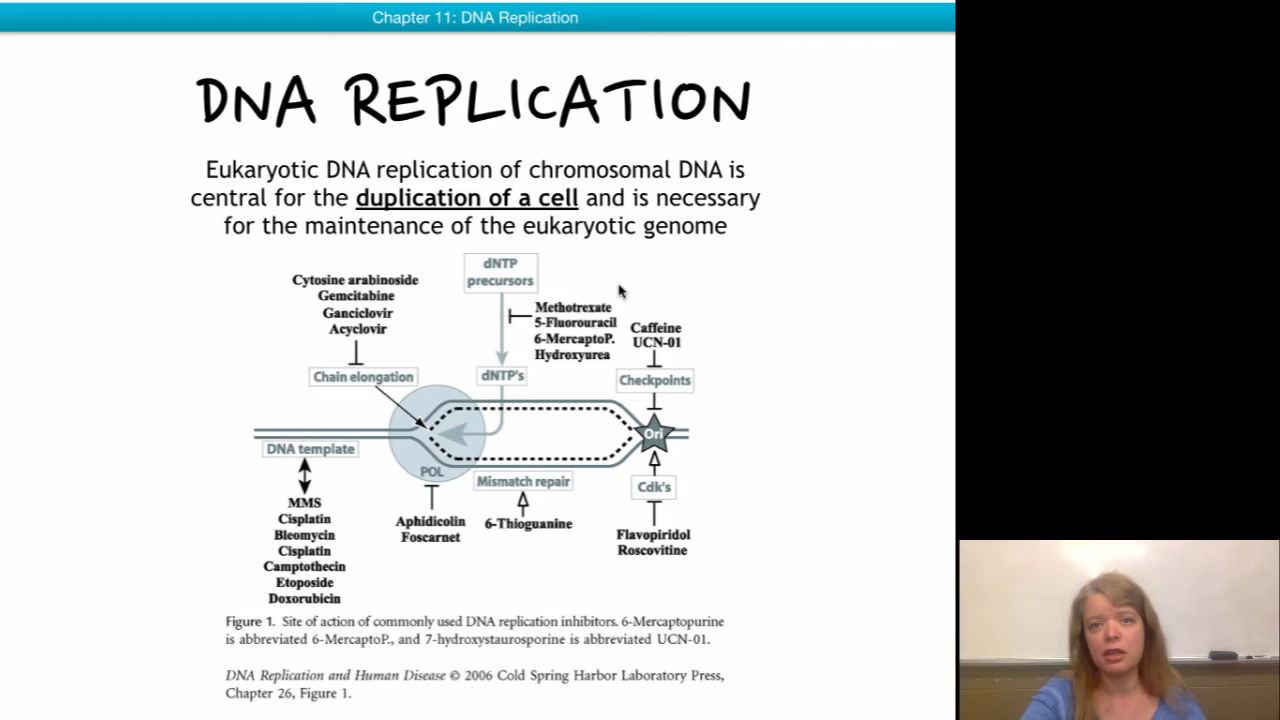 Chapter 11: DNA Replication
DNA REPLICATION
Eukaryotic DNA replication of chromosomal DNA is
central for the duplication of a cell and is necessary
for the maintenance of the eukaryotic genome
dNTP
precursors
Cytosine arabinoside
Gemcitabine
Ganciclovir
Acyclovir
Methotrexate
5-Fluorouracil
6-MercaptoP.
Hydroxyurea
Caffeine
UCN-01
Chain elongation
dNTP's
Checkpoints
Ori
DNA template
POL
Mismatch repair
Cdk's
MMS
Cisplatin
Bleomycin
Cisplatin
Camptothecin
Etoposide
Doxorubicin
Aphidicolin
Foscarnet
6-Thioguanine
Flavopiridol
Roscovitine
Figure 1. Site of action of commonly used DNA replication inhibitors. 6-Mercaptopurine
is abbreviated 6-MercaptoP., and 7-hydroxystaurosporine is abbreviated UCN-01.
DNA Replication and Human Disease © 2006 Cold Spring Harbor Laboratory Press,
Chapter 26, Figure 1.